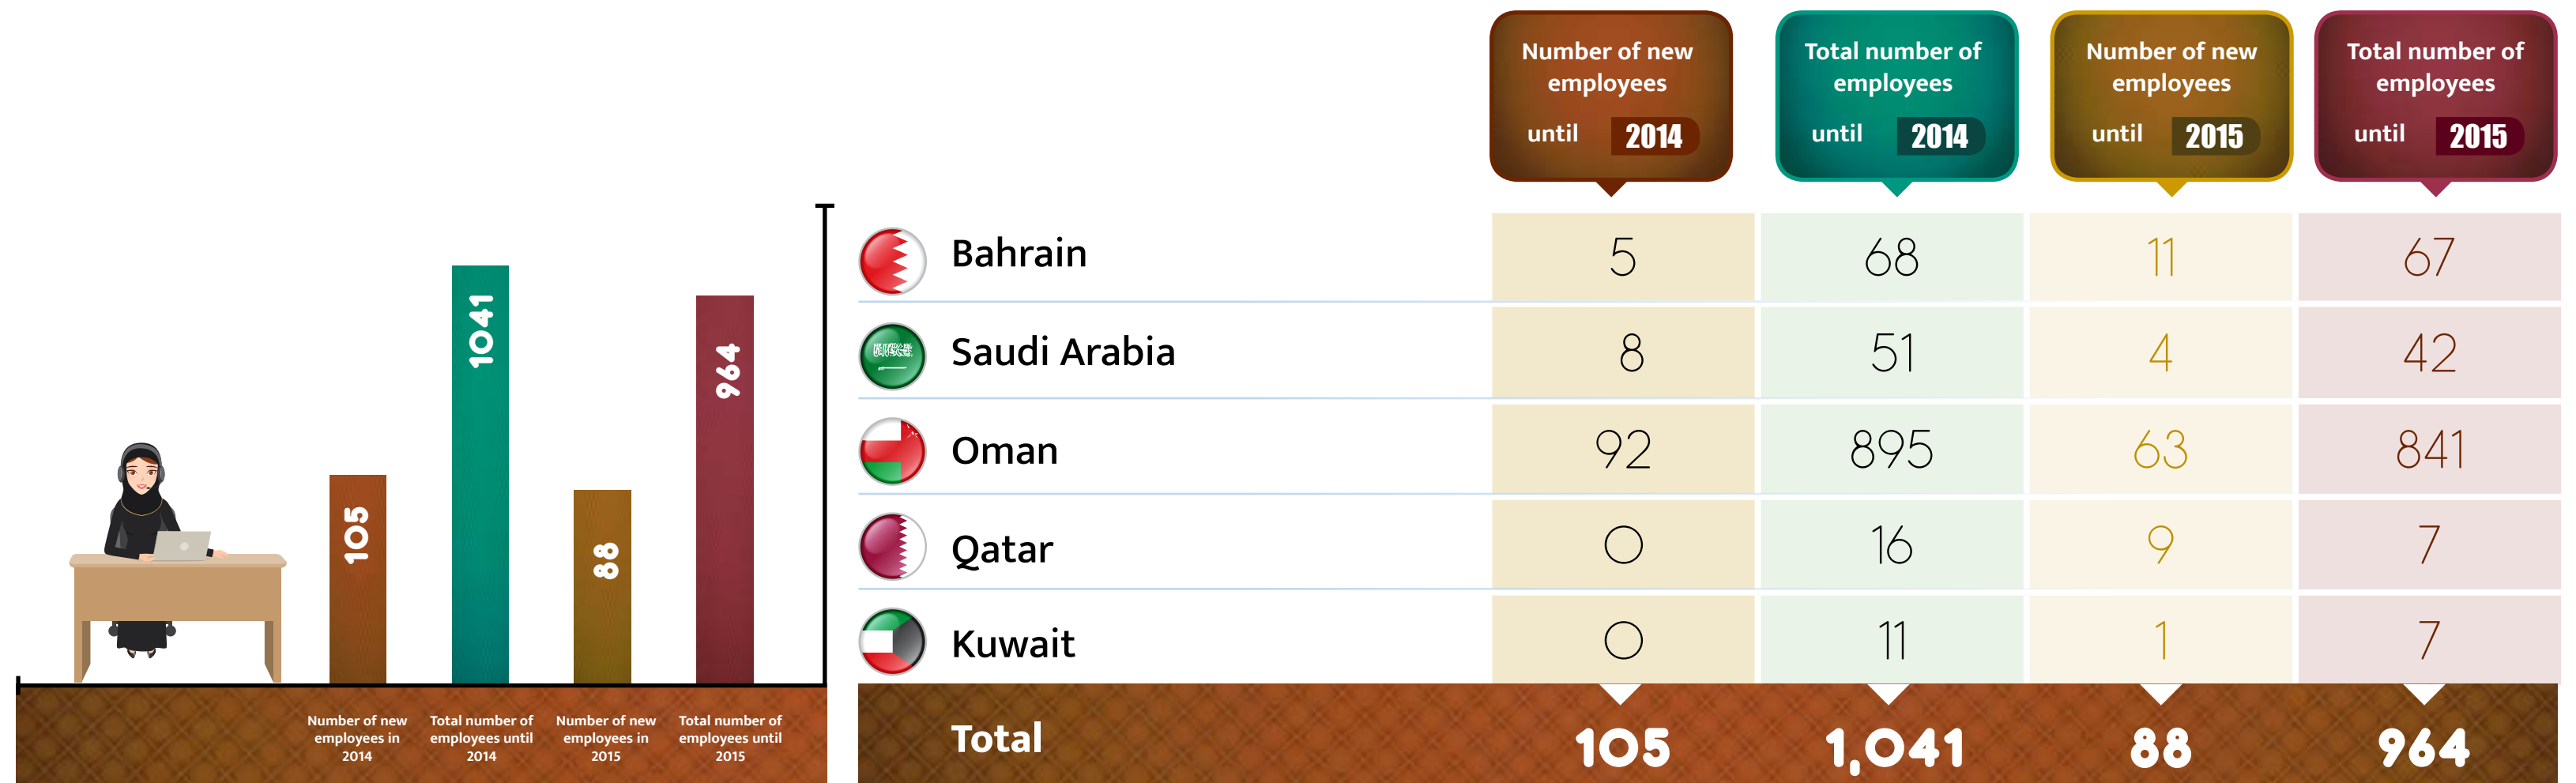 Number of new
employees
until 2014
Total number of
employees
until 2014
Number of new
employees
until 2015
Total number of
employees
until 2015
105
1041
88
964
Number of new
employees in
2014
Total number of
employees until
2014
Number of new
employees in
2015
Total number of
employees until
2015
Bahrain 5 68 11 67
Saudi Arabia 8 51 4 42
Oman 92 895 63 841
Qatar 0 16 9 7
Kuwait 0 11 1 7
Total 105 1,041 88 964